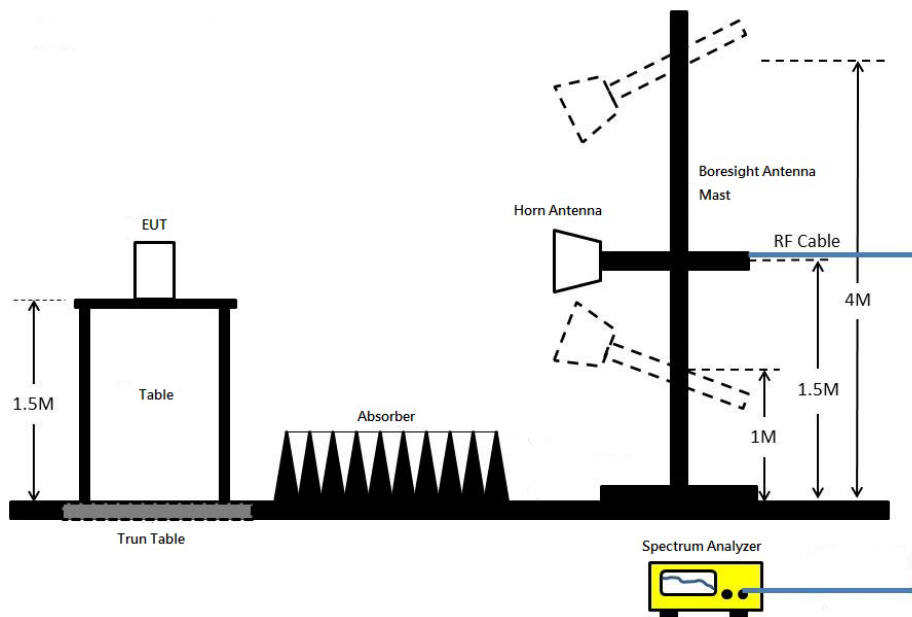 Boresight Antenna
Mast
Horn Antenna
EUT
RF Cable
4M
1.5M
Table
1.5M
Absorber
1M
Trun Table
Spectrum Analyzer